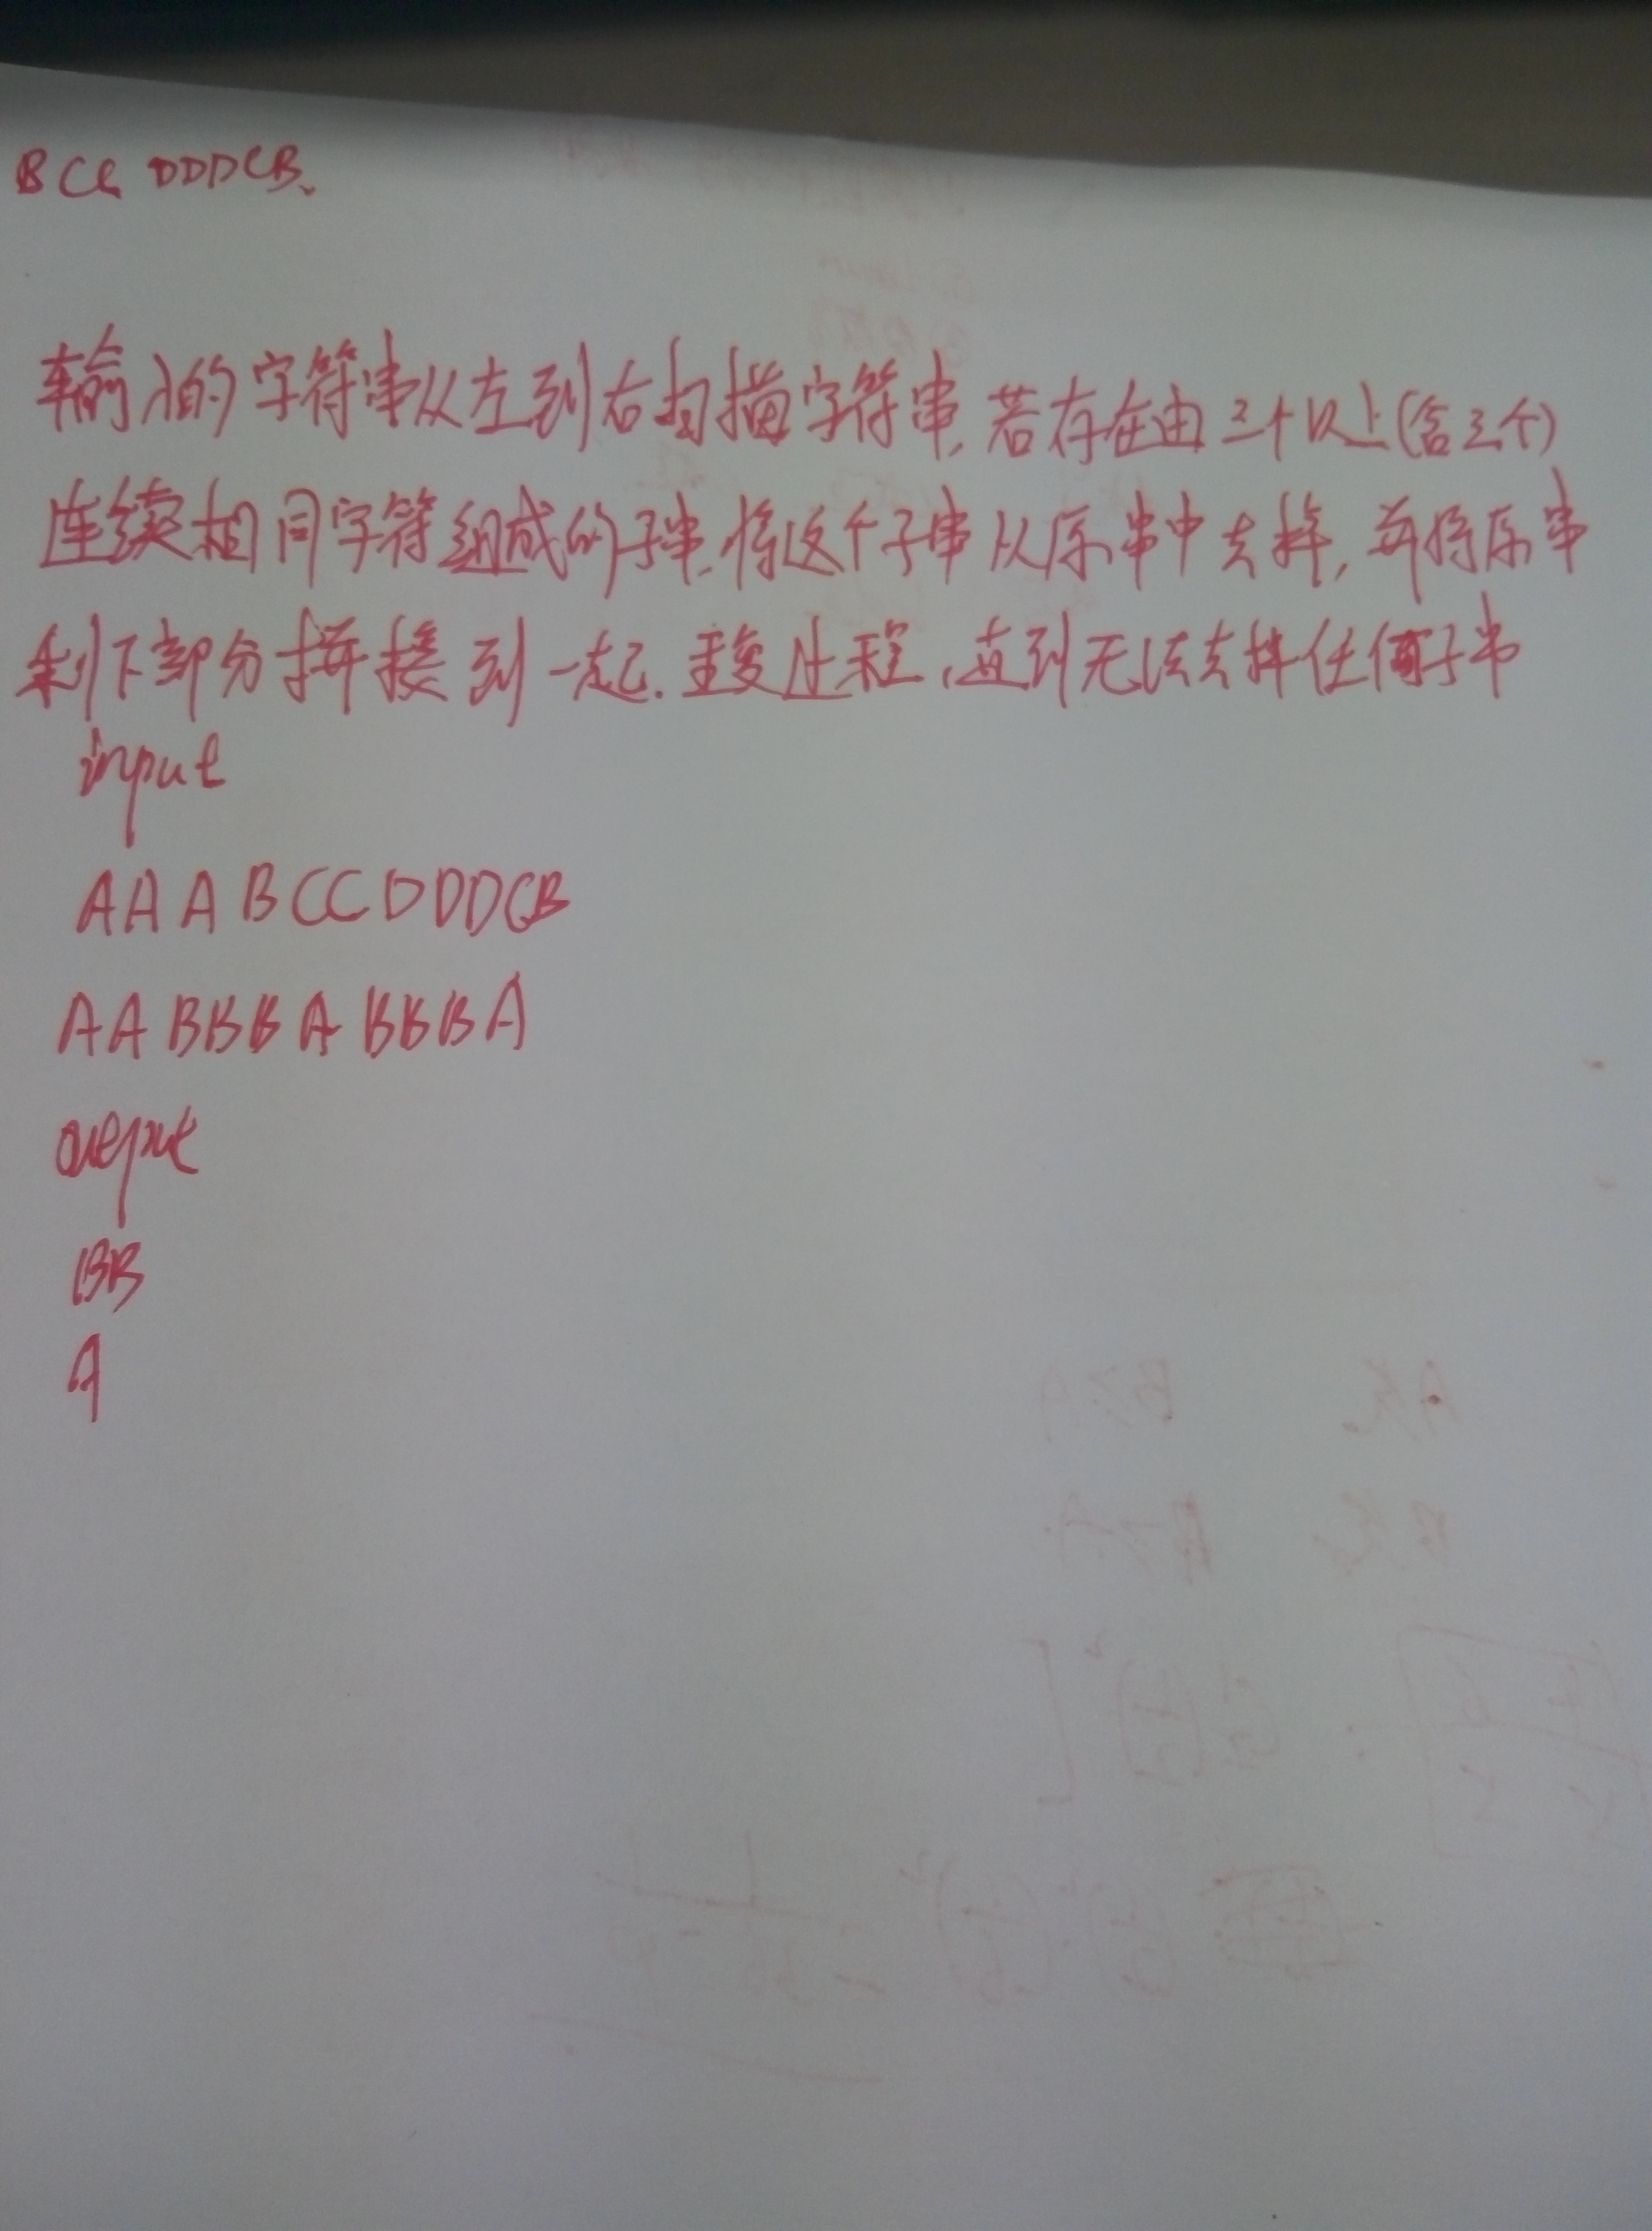 BCC DDDCB
输入的字符串从左到右扫描字符串,若存在由三个以上(含三个)
连续相同字符组成的子串,将这个子串从原串中去掉,并将原串
剩下部分拼接到一起.重复过程,直到无法去掉任何子串
input
AAABCCDDDCB
AABBBABBBA
output
BB
A